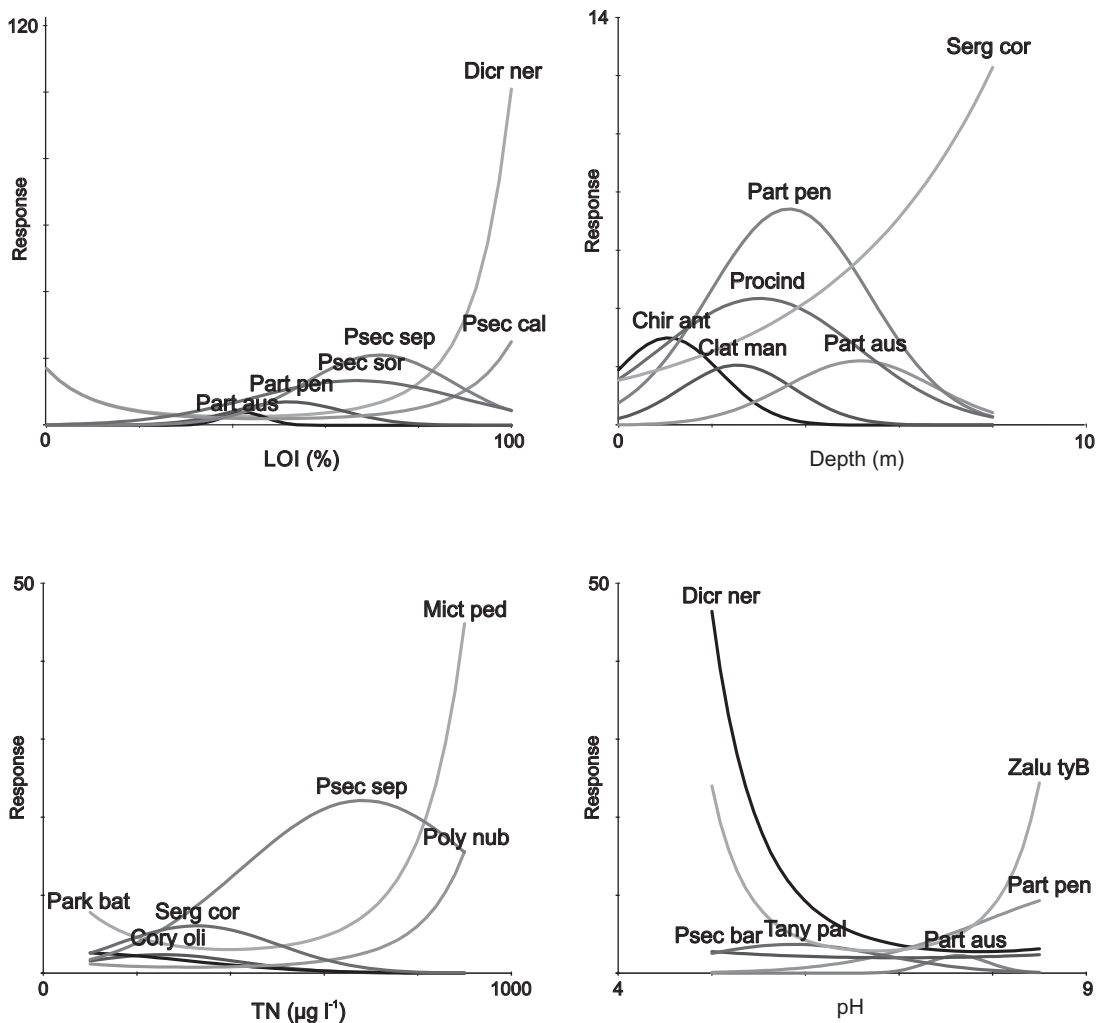 120
Dicr ner
Psec cal
Psec sep
Psec sor
Part pen
Part aus
Response
0
100
LOI (%)
14
Serg cor
Part pen
Procind
Chir ant
Clat man
Part aus
Response
0
10
Depth (m)
50
Mict ped
Psec sep
Poly nub
Park bat
Serg cor
Cory oli
Response
0
1000
TN (µg l⁻¹)
50
Dicr ner
Zalu tyB
Part pen
Psec bar
Tany pal
Part aus
Response
4
9
pH